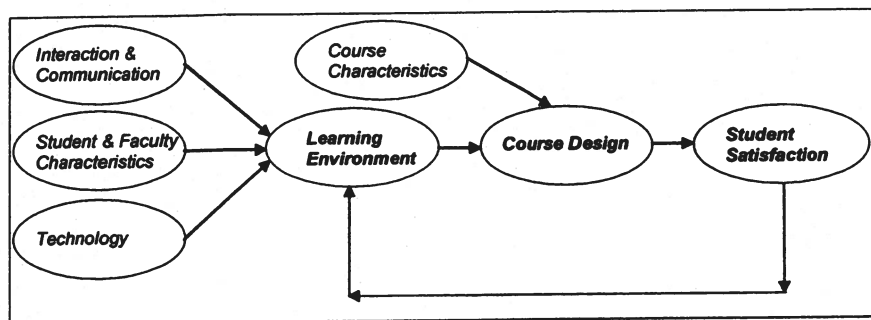 Interaction &
Communication
Course
Characteristics
Student & Faculty
Characteristics
Learning
Environment
Course Design
Student
Satisfaction
Technology